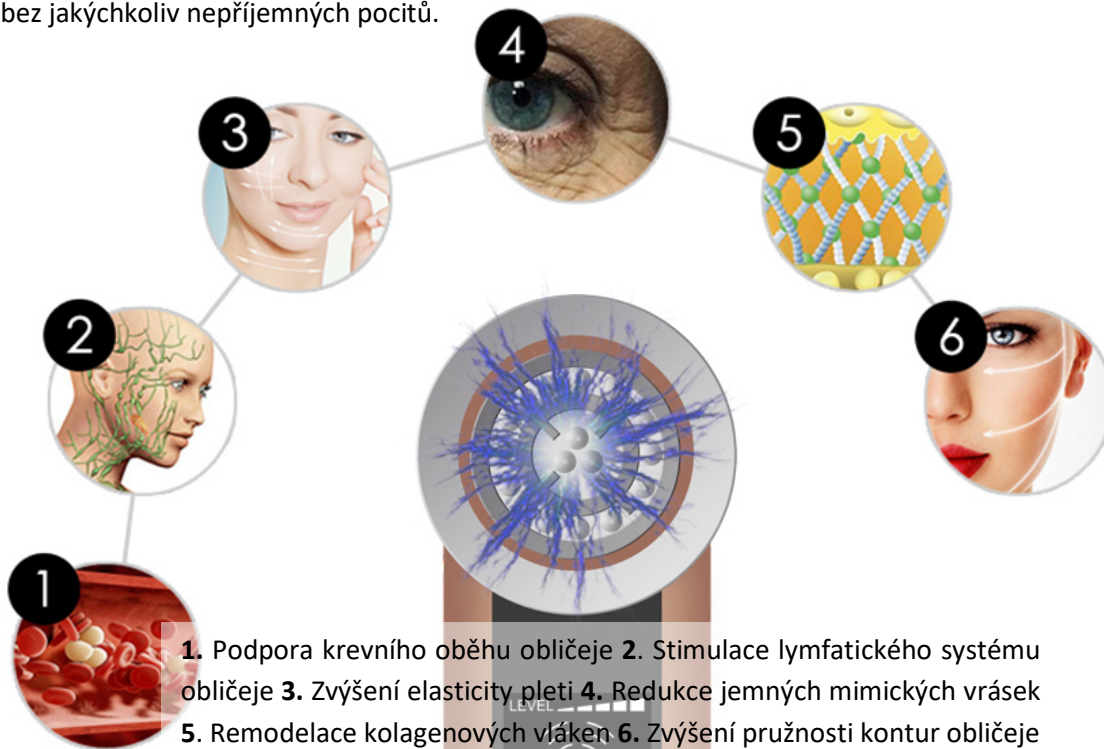 bez jakýchkoliv nepříjemných pocitů.
4
3
5
2
6
1
1. Podpora krevního oběhu obličeje 2. Stimulace lymfatického systému
obličeje 3. Zvýšení elasticity pleti 4. Redukce jemných mimických vrásek
LEVEL
5. Remodelace kolagenových vláken 6. Zvýšení pružnosti kontur obličeje